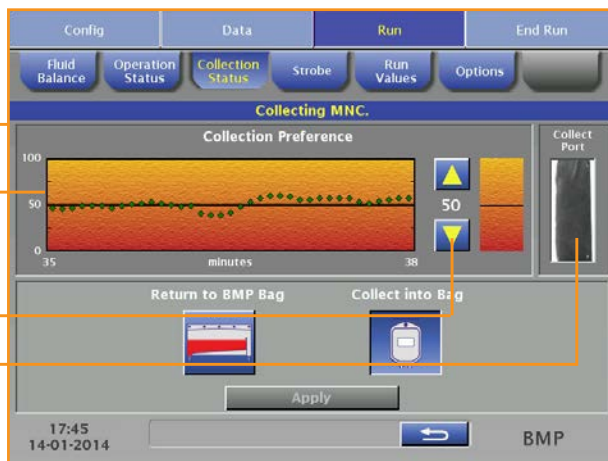 Config Data Run End Run
Fluid Balance Operation Status Collection Status Strobe Run Values Options
Collecting MNC.
Collection Preference
Collect Port
100
50
0
35 minutes 38
50
Return to BMP Bag Collect into Bag
Apply
17:45
14-01-2014
BMP